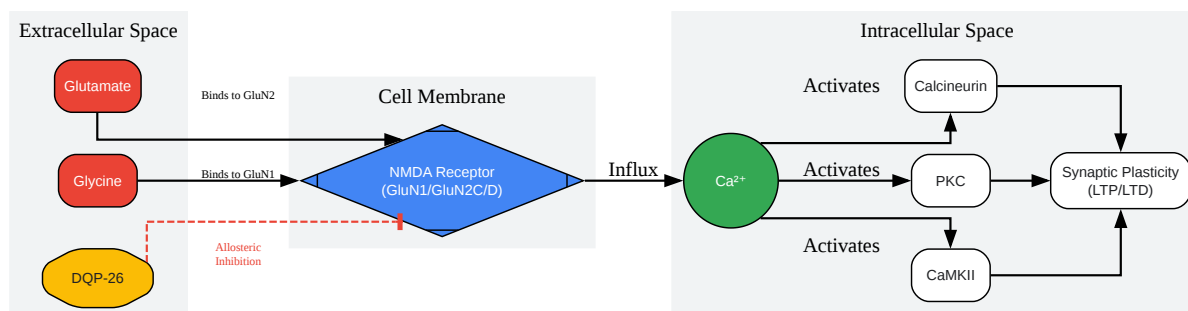 Extracellular Space
Glutamate
Binds to GluN2
Glycine
Binds to GluN1
DQP-26
Allosteric
Inhibition
Cell Membrane
NMDA Receptor
(GluN1/GluN2C/D)
Influx
Intracellular Space
Ca²⁺
Activates
Calcineurin
Activates
PKC
Activates
CaMKII
Synaptic Plasticity
(LTP/LTD)